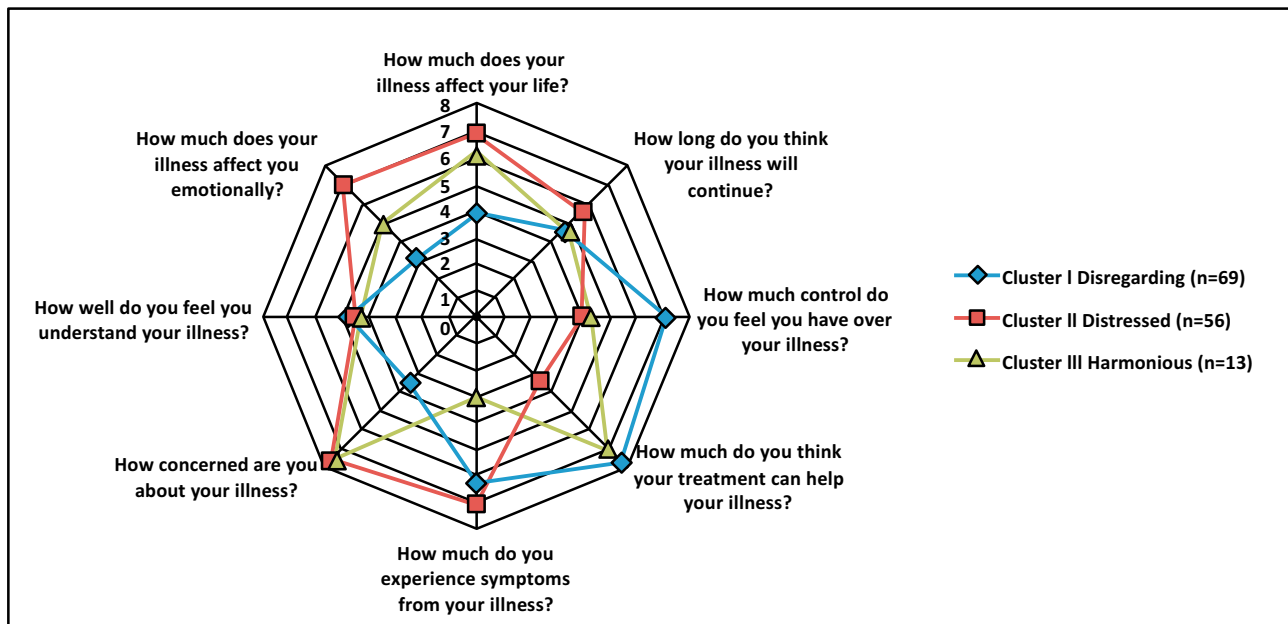 How much does your
illness affect your life?
How long do you think
your illness will
continue?
How much control do
you feel you have over
your illness?
How much do you think
your treatment can help
your illness?
How much do you
experience symptoms
from your illness?
How concerned are you
about your illness?
How well do you feel you
understand your illness?
How much does your
illness affect you
emotionally?
8
7
6
5
4
3
2
1
0
Cluster I Disregarding (n=69)
Cluster II Distressed (n=56)
Cluster III Harmonious (n=13)